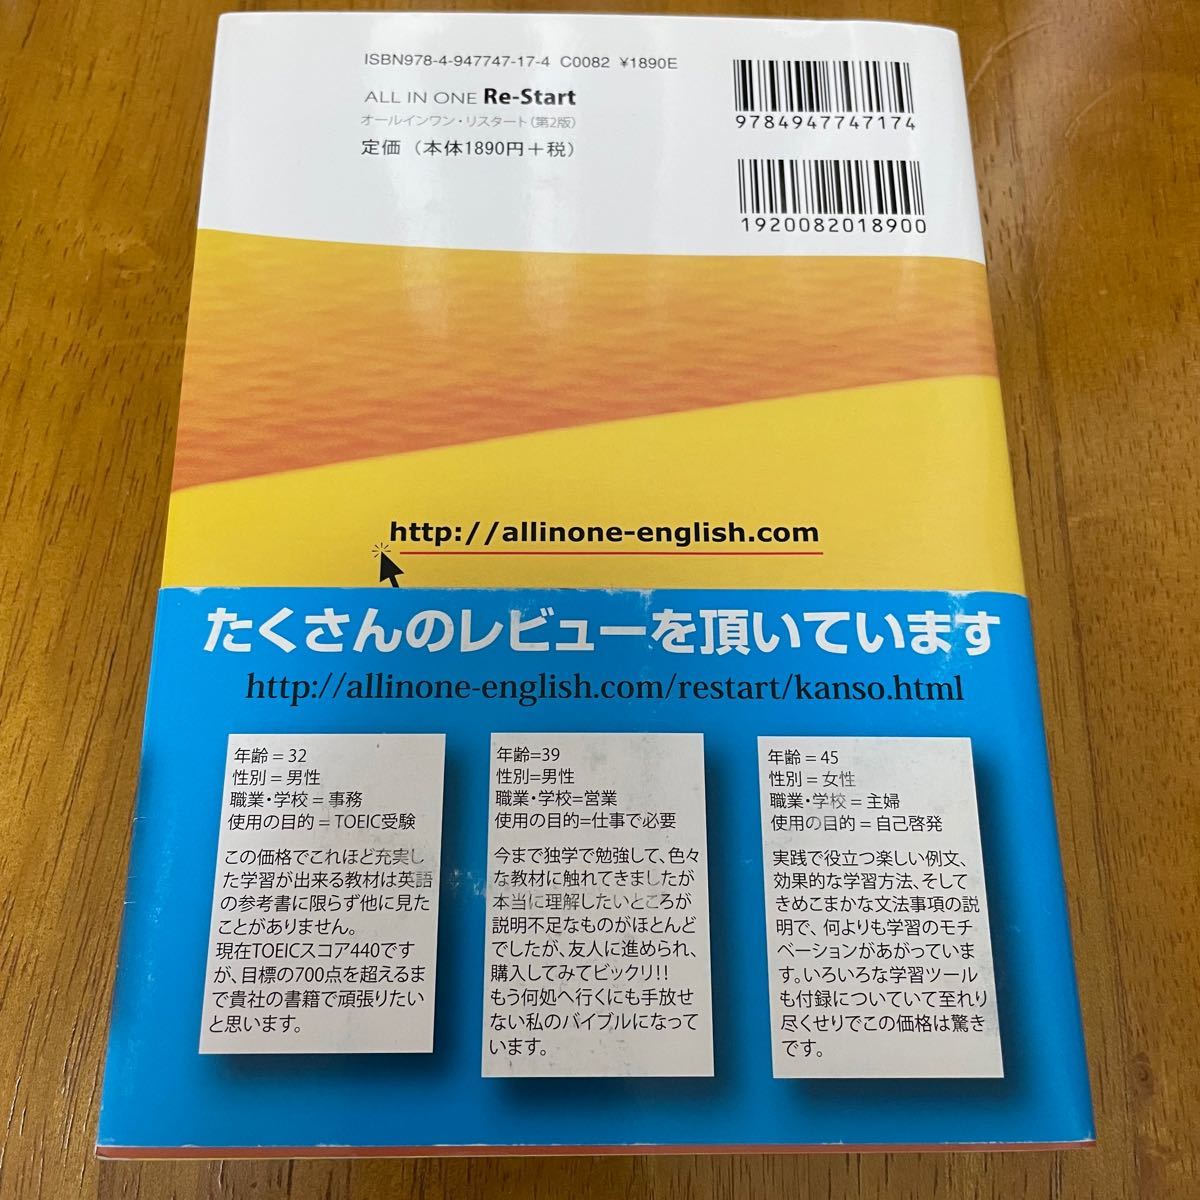 ISBN978-4-947747-17-4 C0082 ¥1890E
ALL IN ONE Re-Start
オールインワン・リスタート(第2版)
定価（本体1890円＋税）
9784947747174
1920082018900
http://allinone-english.com
たくさんのレビューを頂いています
http://allinone-english.com/restart/kanso.html
年齢＝32
性別＝男性
職業・学校＝事務
使用の目的＝TOEIC受験
この価格でこれほど充実し
た学習が出来る教材は英語
の参考書に限らず他に見た
ことがありません。
現在TOEICスコア440です
が、目標の700点を超えるま
で貴社の書籍で頑張りたい
と思います。
年齢=39
性別=男性
職業・学校=営業
使用の目的=仕事で必要
今まで独学で勉強して、色々
な教材に触れてきましたが
本当に理解したいところが
説明不足なものがほとんど
でしたが、友人に進められ、
購入してみてビックリ!!
もう何処へ行くにも手放せ
ない私のバイブルになって
います。
年齢＝45
性別＝女性
職業・学校＝主婦
使用の目的＝自己啓発
実践で役立つ楽しい例文、
効果的な学習方法、そして
きめこまかな文法事項の説
明で、何よりも学習のモチ
ベーションがあがっていま
す。いろいろな学習ツール
も付録についていて至れり
尽くせりでこの価格は驚き
です。